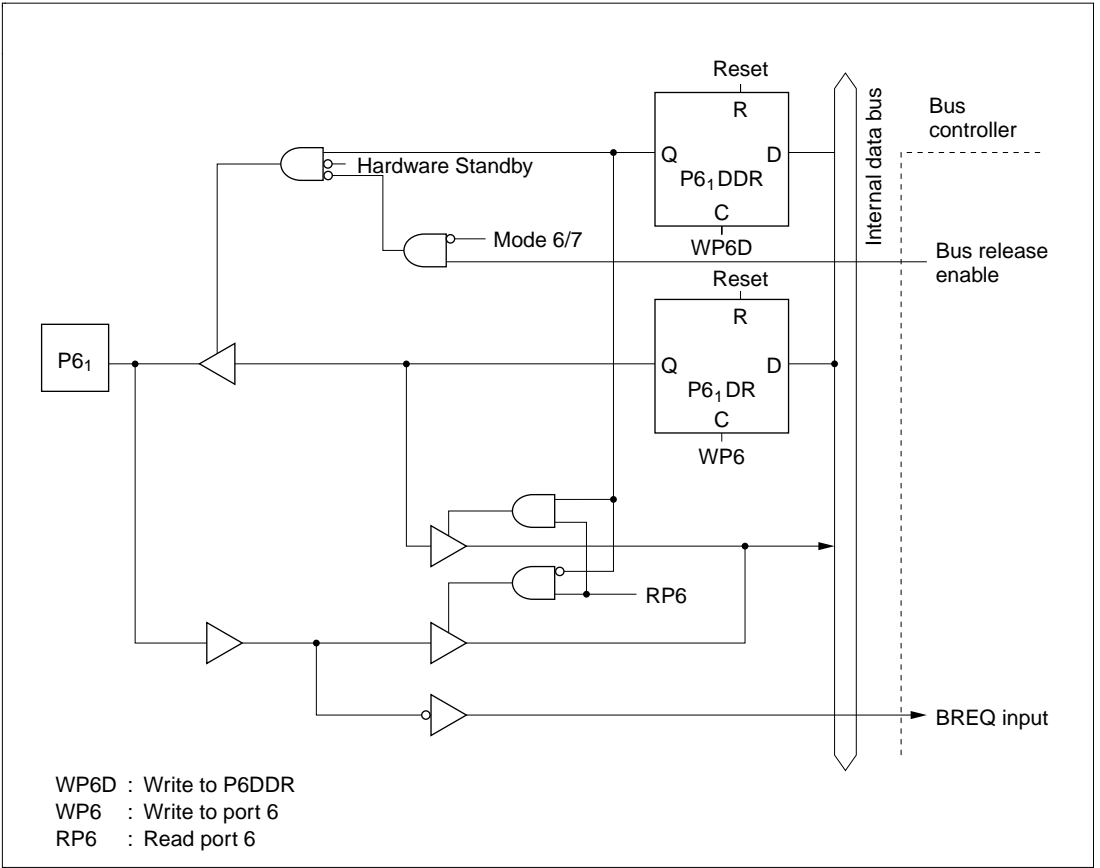 Reset
R
Q
D
P6₁DDR
C
WP6D
Internal data bus
Bus
controller
Hardware Standby
Mode 6/7
Bus release
enable
Reset
R
P6₁
Q
D
P6₁DR
C
WP6
RP6
BREQ input
WP6D : Write to P6DDR
WP6 : Write to port 6
RP6 : Read port 6